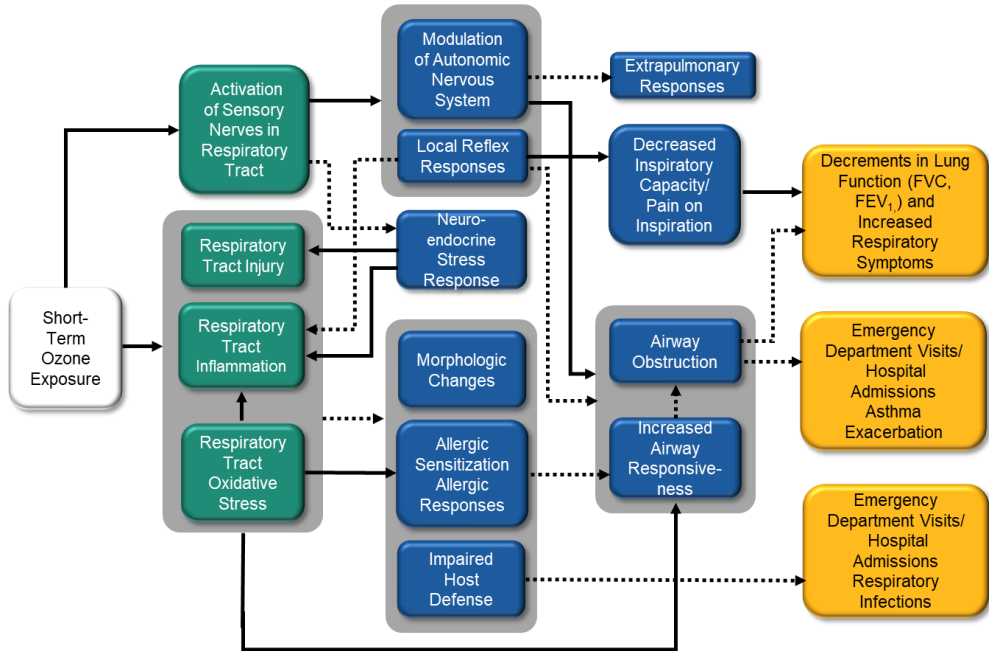 Short-
Term
Ozone
Exposure
Activation
of Sensory
Nerves in
Respiratory
Tract
Respiratory
Tract Injury
Respiratory
Tract
Inflammation
Respiratory
Tract
Oxidative
Stress
Modulation
of Autonomic
Nervous
System
Local Reflex
Responses
Neuro-
endocrine
Stress
Response
Morphologic
Changes
Allergic
Sensitization
Allergic
Responses
Impaired
Host
Defense
Extrapulmonary
Responses
Decreased
Inspiratory
Capacity/
Pain on
Inspiration
Airway
Obstruction
Increased
Airway
Responsive-
ness
Decrements in Lung
Function (FVC,
FEV1,) and
Increased
Respiratory
Symptoms
Emergency
Department Visits/
Hospital
Admissions
Asthma
Exacerbation
Emergency
Department Visits/
Hospital
Admissions
Respiratory
Infections